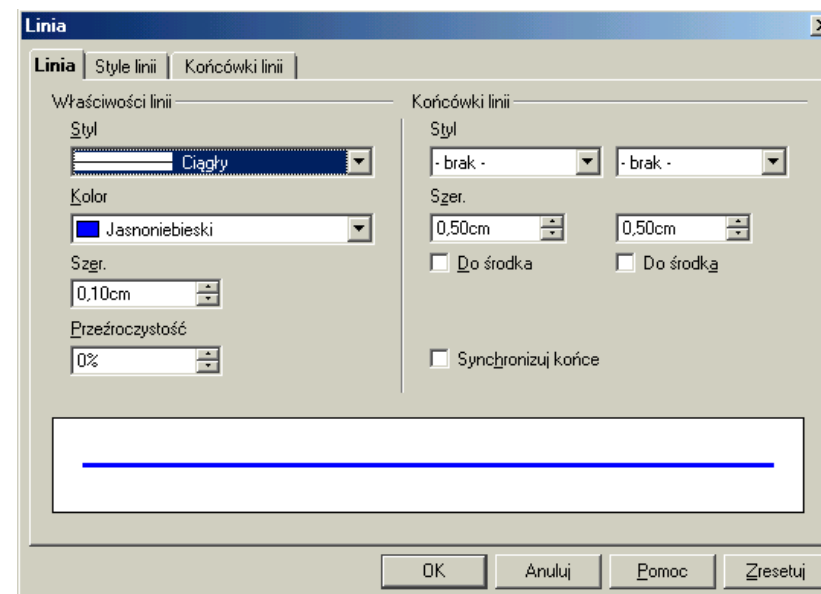 Linia
Linia Style linii Końcówki linii
Właściwości linii
Styl
Ciągły
Kolor
Jasnoniebieski
Szer.
0,10cm
Przeźroczystość
0%
Końcówki linii
Styl
- brak - - brak -
Szer.
0,50cm 0,50cm
Do środka Do środka
Synchronizuj końce
OK Anuluj Pomoc Zresetuj